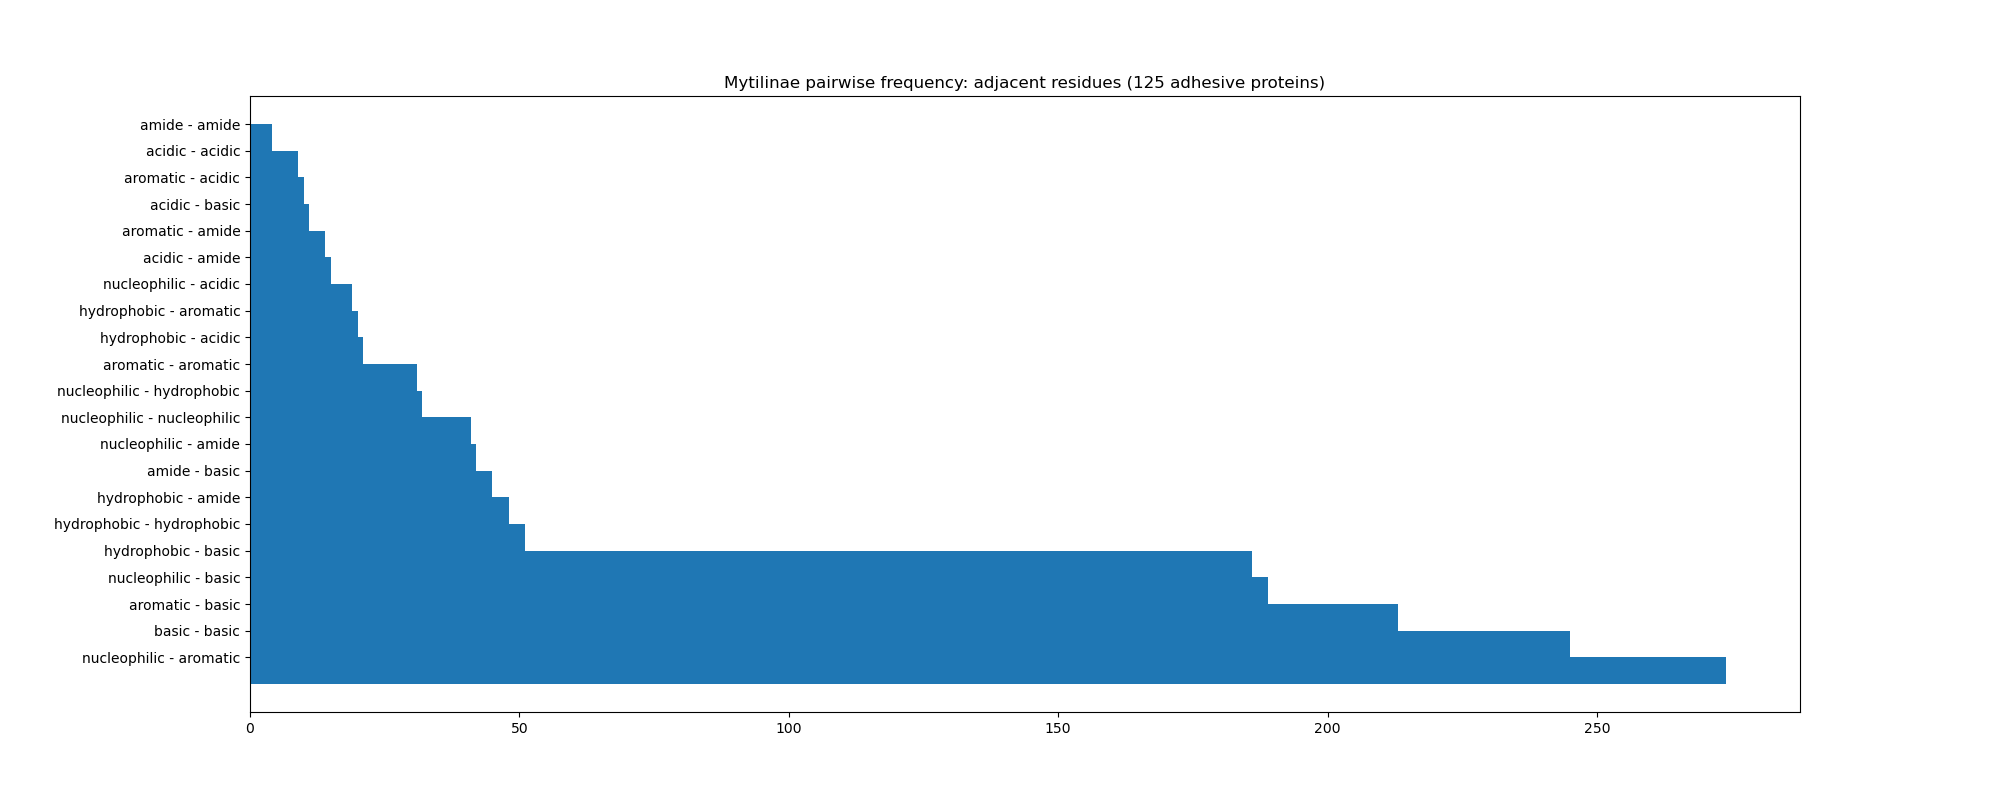 Mytilinae pairwise frequency: adjacent residues (125 adhesive proteins)
amide - amide
acidic - acidic
aromatic - acidic
acidic - basic
aromatic - amide
acidic - amide
nucleophilic - acidic
hydrophobic - aromatic
hydrophobic - acidic
aromatic - aromatic
nucleophilic - hydrophobic
nucleophilic - nucleophilic
nucleophilic - amide
amide - basic
hydrophobic - amide
hydrophobic - hydrophobic
hydrophobic - basic
nucleophilic - basic
aromatic - basic
basic - basic
nucleophilic - aromatic
0 50 100 150 200 250